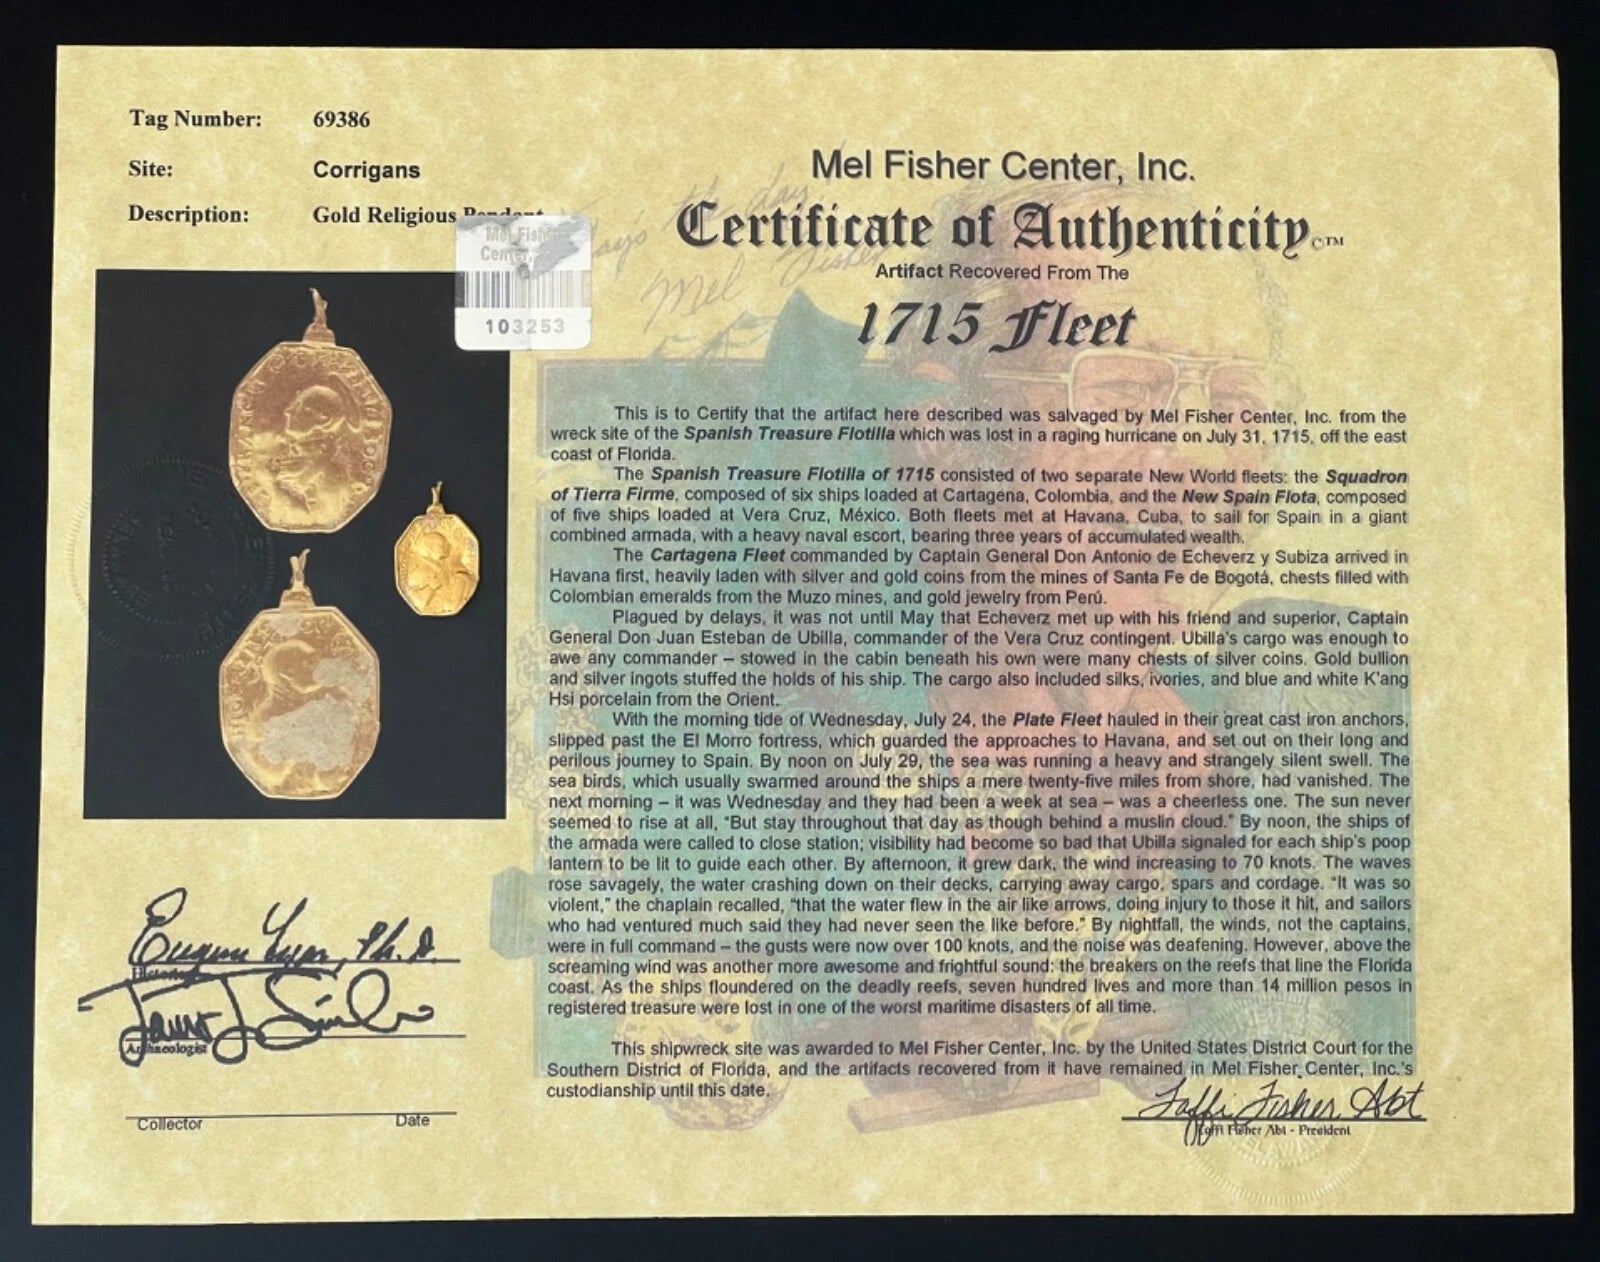 Tag Number: 69386
Site: Corrigans
Description: Gold Religious Pendant
Mel Fisher
Center,
103253
Mel Fisher Center, Inc.
Certificate of Authenticity©™
Artifact Recovered From The
1715 Fleet
the day!
Mel Fisher
This is to Certify that the artifact here described was salvaged by Mel Fisher Center, Inc. from the
wreck site of the Spanish Treasure Flotilla which was lost in a raging hurricane on July 31, 1715, off the east
coast of Florida.
The Spanish Treasure Flotilla of 1715 consisted of two separate New World fleets: the Squadron
of Tierra Firme, composed of six ships loaded at Cartagena, Colombia, and the New Spain Flota, composed
of five ships loaded at Vera Cruz, México. Both fleets met at Havana, Cuba, to sail for Spain in a giant
combined armada, with a heavy naval escort, bearing three years of accumulated wealth.
The Cartagena Fleet commanded by Captain General Don Antonio de Echeverz y Subiza arrived in
Havana first, heavily laden with silver and gold coins from the mines of Santa Fe de Bogotá, chests filled with
Colombian emeralds from the Muzo mines, and gold jewelry from Perú.
Plagued by delays, it was not until May that Echeverz met up with his friend and superior, Captain
General Don Juan Esteban de Ubilla, commander of the Vera Cruz contingent. Ubilla's cargo was enough to
awe any commander – stowed in the cabin beneath his own were many chests of silver coins. Gold bullion
and silver ingots stuffed the holds of his ship. The cargo also included silks, ivories, and blue and white K'ang
Hsi porcelain from the Orient.
With the morning tide of Wednesday, July 24, the Plate Fleet hauled in their great cast iron anchors,
slipped past the El Morro fortress, which guarded the approaches to Havana, and set out on their long and
perilous journey to Spain. By noon on July 29, the sea was running a heavy and strangely silent swell. The
sea birds, which usually swarmed around the ships a mere twenty-five miles from shore, had vanished. The
next morning – it was Wednesday and they had been a week at sea – was a cheerless one. The sun never
seemed to rise at all, "But stay throughout that day as though behind a muslin cloud." By noon, the ships of
the armada were called to close station; visibility had become so bad that Ubilla signaled for each ship's poop
lantern to be lit to guide each other. By afternoon, it grew dark, the wind increasing to 70 knots. The waves
rose savagely, the water crashing down on their decks, carrying away cargo, spars and cordage. "It was so
violent," the chaplain recalled, "that the water flew in the air like arrows, doing injury to those it hit, and sailors
who had ventured much said they had never seen the like before." By nightfall, the winds, not the captains,
were in full command – the gusts were now over 100 knots, and the noise was deafening. However, above the
screaming wind was another more awesome and frightful sound: the breakers on the reefs that line the Florida
coast. As the ships floundered on the deadly reefs, seven hundred lives and more than 14 million pesos in
registered treasure were lost in one of the worst maritime disasters of all time.
This shipwreck site was awarded to Mel Fisher Center, Inc. by the United States District Court for the
Southern District of Florida, and the artifacts recovered from it have remained in Mel Fisher Center, Inc.'s
custodianship until this date.
Eugene Lyon, Ph.D.
Historian
Archaeologist
Collector Date
Taffi Fisher Abt
Taffi Fisher Abt - President